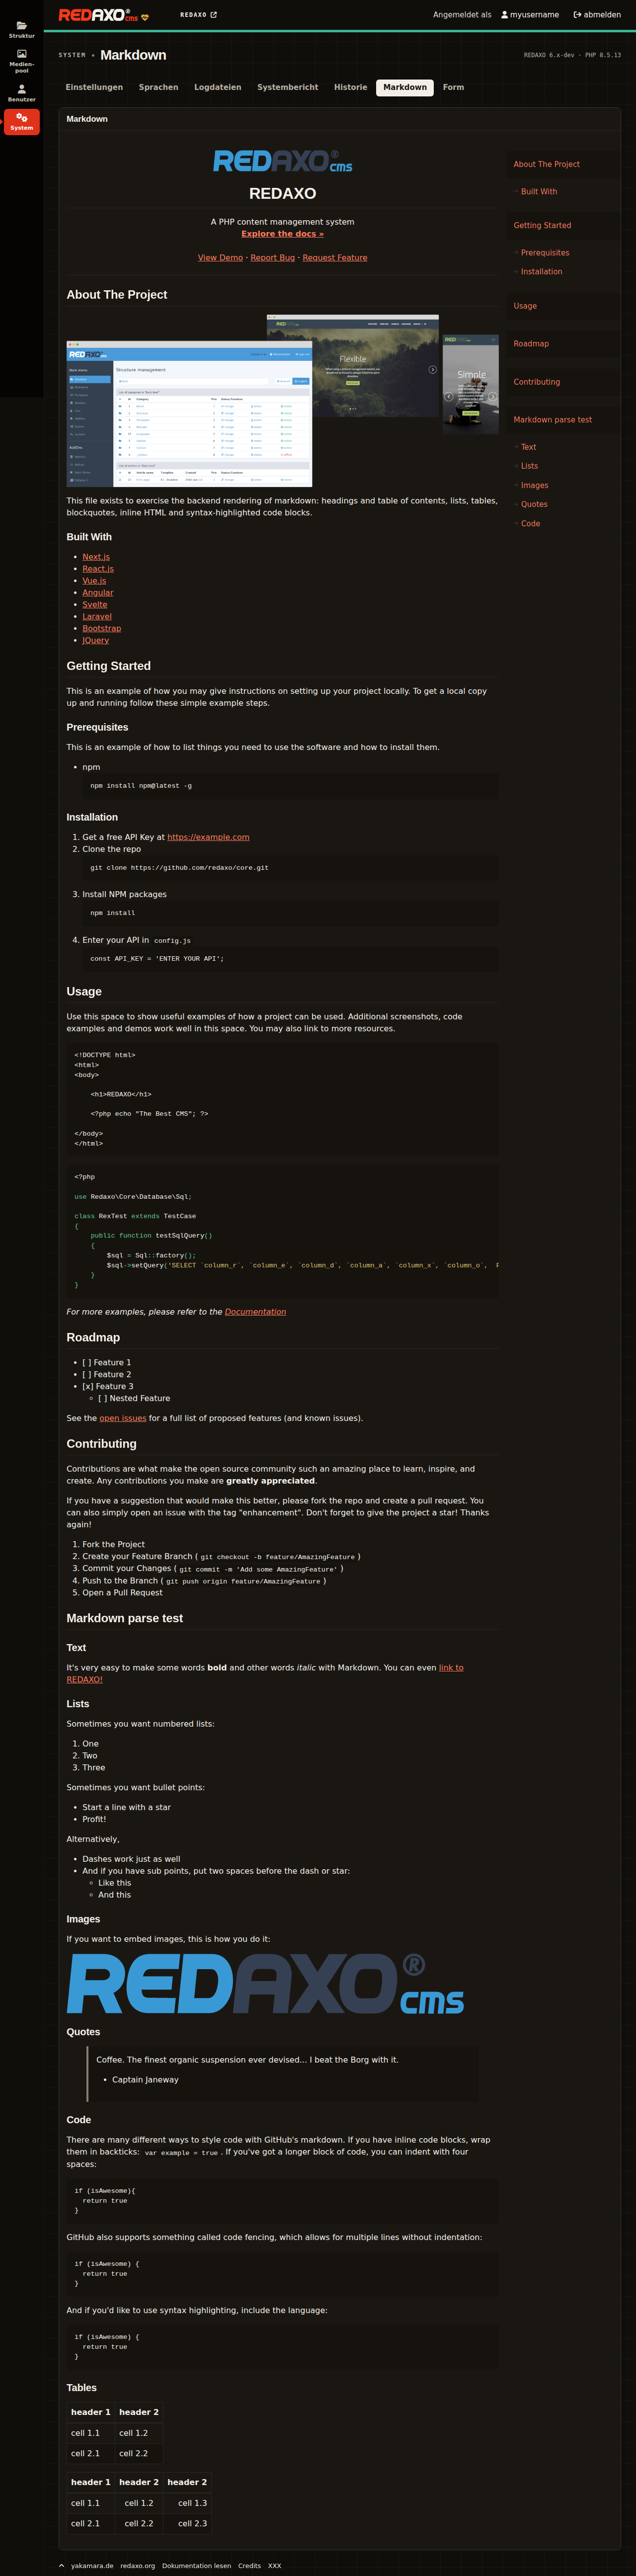 REDAXO® cms
REDAXO
Angemeldet als myusername abmelden
Struktur
Medien-
pool
Benutzer
System
SYSTEM Markdown
REDAXO 6.x-dev - PHP 8.5.13
Einstellungen Sprachen Logdateien Systembericht Historie Markdown Form
Markdown
REDAXO® cms
REDAXO
A PHP content management system
Explore the docs »
View Demo · Report Bug · Request Feature
About The Project
Built With
Getting Started
Prerequisites
Installation
Usage
Roadmap
Contributing
Markdown parse test
Text
Lists
Images
Quotes
Code
About The Project
REDAXO
Structure management
Flexible
Simple
This file exists to exercise the backend rendering of markdown: headings and table of contents, lists, tables,
blockquotes, inline HTML and syntax-highlighted code blocks.
Built With
Next.js
React.js
Vue.js
Angular
Svelte
Laravel
Bootstrap
JQuery
Getting Started
This is an example of how you may give instructions on setting up your project locally. To get a local copy
up and running follow these simple example steps.
Prerequisites
This is an example of how to list things you need to use the software and how to install them.
npm
npm install npm@latest -g
Installation
1. Get a free API Key at https://example.com
2. Clone the repo
git clone https://github.com/redaxo/core.git
3. Install NPM packages
npm install
4. Enter your API in config.js
const API_KEY = 'ENTER YOUR API';
Usage
Use this space to show useful examples of how a project can be used. Additional screenshots, code
examples and demos work well in this space. You may also link to more resources.
<!DOCTYPE html>
<html>
<body>
<h1>REDAXO</h1>
<?php echo "The Best CMS"; ?>
</body>
</html>
<?php
use Redaxo\Core\Database\Sql;
class RexTest extends TestCase
{
public function testSqlQuery()
{
$sql = Sql::factory();
$sql->setQuery('SELECT `column_r`, `column_e`, `column_d`, `column_a`, `column_x`, `column_o`,
}
}
For more examples, please refer to the Documentation
Roadmap
[ ] Feature 1
[ ] Feature 2
[x] Feature 3
[ ] Nested Feature
See the open issues for a full list of proposed features (and known issues).
Contributing
Contributions are what make the open source community such an amazing place to learn, inspire, and
create. Any contributions you make are greatly appreciated.
If you have a suggestion that would make this better, please fork the repo and create a pull request. You
can also simply open an issue with the tag "enhancement". Don't forget to give the project a star! Thanks
again!
1. Fork the Project
2. Create your Feature Branch ( git checkout -b feature/AmazingFeature )
3. Commit your Changes ( git commit -m 'Add some AmazingFeature' )
4. Push to the Branch ( git push origin feature/AmazingFeature )
5. Open a Pull Request
Markdown parse test
Text
It's very easy to make some words bold and other words italic with Markdown. You can even link to
REDAXO!
Lists
Sometimes you want numbered lists:
1. One
2. Two
3. Three
Sometimes you want bullet points:
Start a line with a star
Profit!
Alternatively,
Dashes work just as well
And if you have sub points, put two spaces before the dash or star:
Like this
And this
Images
If you want to embed images, this is how you do it:
REDAXO® cms
Quotes
Coffee. The finest organic suspension ever devised... I beat the Borg with it.
Captain Janeway
Code
There are many different ways to style code with GitHub's markdown. If you have inline code blocks, wrap
them in backticks: var example = true . If you've got a longer block of code, you can indent with four
spaces:
if (isAwesome){
return true
}
GitHub also supports something called code fencing, which allows for multiple lines without indentation:
if (isAwesome) {
return true
}
And if you'd like to use syntax highlighting, include the language:
if (isAwesome) {
return true
}
Tables
header 1 header 2
cell 1.1 cell 1.2
cell 2.1 cell 2.2
header 1 header 2 header 2
cell 1.1 cell 1.2 cell 1.3
cell 2.1 cell 2.2 cell 2.3
yakamara.de redaxo.org Dokumentation lesen Credits XXX